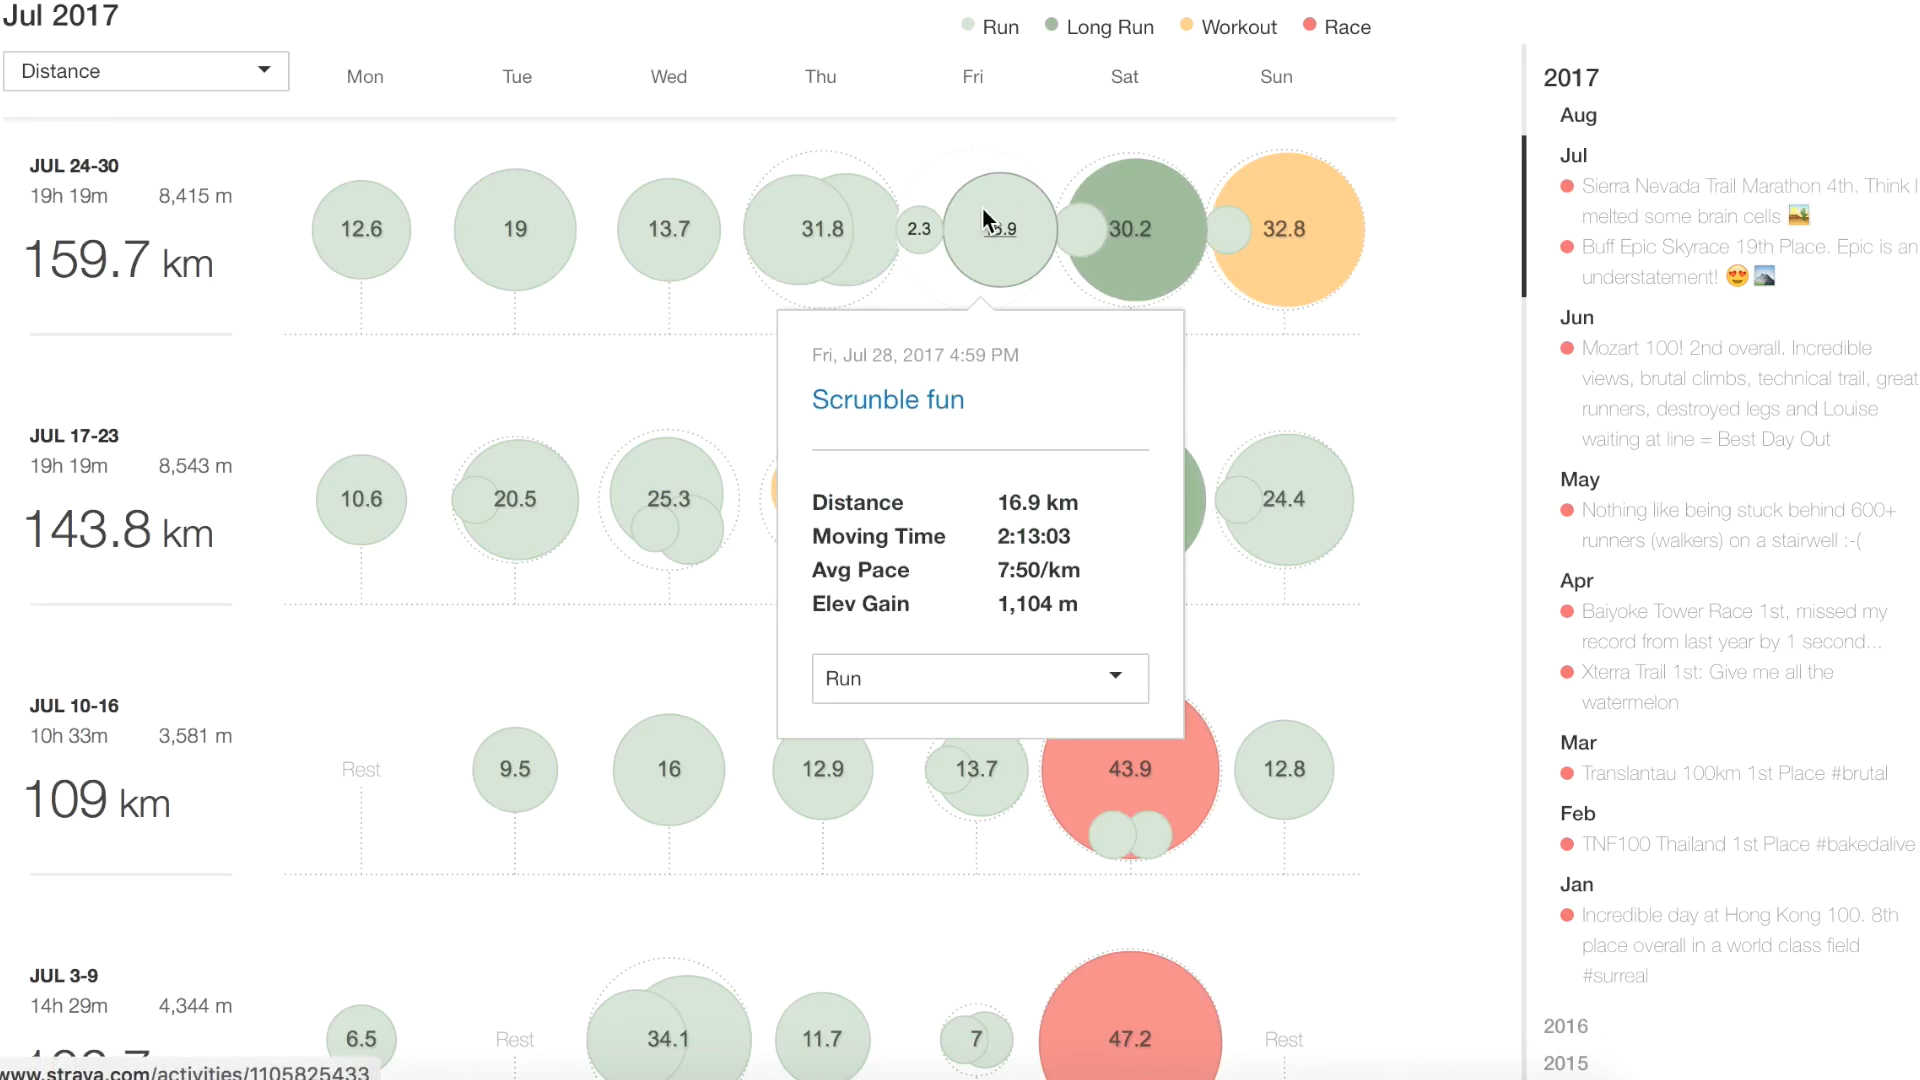 Jul 2017
Run Long Run Workout Race
Distance
Mon Tue Wed Thu Fri Sat Sun
JUL 24-30
19h 19m 8,415 m
159.7 km
12.6 19 13.7 31.8 2.3 30.2 32.8
Fri, Jul 28, 2017 4:59 PM
Scrunble fun
Distance 16.9 km
Moving Time 2:13:03
Avg Pace 7:50/km
Elev Gain 1,104 m
Run
JUL 17-23
19h 19m 8,543 m
143.8 km
10.6 20.5 25.3 24.4
JUL 10-16
10h 33m 3,581 m
109 km
Rest 9.5 16 12.9 13.7 43.9 12.8
JUL 3-9
14h 29m 4,344 m
6.5 Rest 34.1 11.7 7 47.2 Rest
www.strava.com/activities/1105825433
2017
Aug
Jul
Sierra Nevada Trail Marathon 4th. Think I
melted some brain cells 🏜️
Buff Epic Skyrace 19th Place. Epic is an
understatement! 😍 🏔️
Jun
Mozart 100! 2nd overall. Incredible
views, brutal climbs, technical trail, great
runners, destroyed legs and Louise
waiting at line = Best Day Out
May
Nothing like being stuck behind 600+
runners (walkers) on a stairwell :-(
Apr
Baiyoke Tower Race 1st, missed my
record from last year by 1 second...
Xterra Trail 1st: Give me all the
watermelon
Mar
Translantau 100km 1st Place #brutal
Feb
TNF100 Thailand 1st Place #bakedalive
Jan
Incredible day at Hong Kong 100. 8th
place overall in a world class field
#surreal
2016
2015